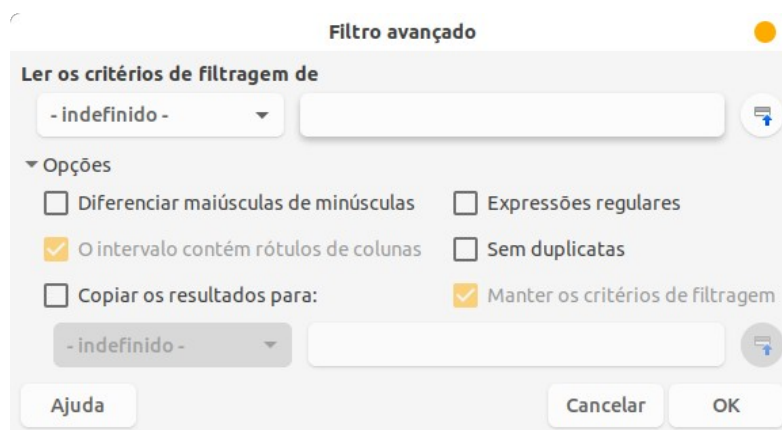 Filtro avançado
Ler os critérios de filtragem de
- indefinido -
Opções
Diferenciar maiúsculas de minúsculas
Expressões regulares
O intervalo contém rótulos de colunas
Sem duplicatas
Copiar os resultados para:
Manter os critérios de filtragem
- indefinido -
Ajuda
Cancelar
OK